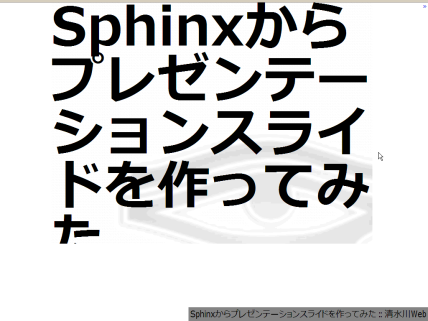 Sphinxから
プレゼンテー
ションスライ
ドを作ってみ
た
»
Sphinxからプレゼンテーションスライドを作ってみた :: 清水川Web